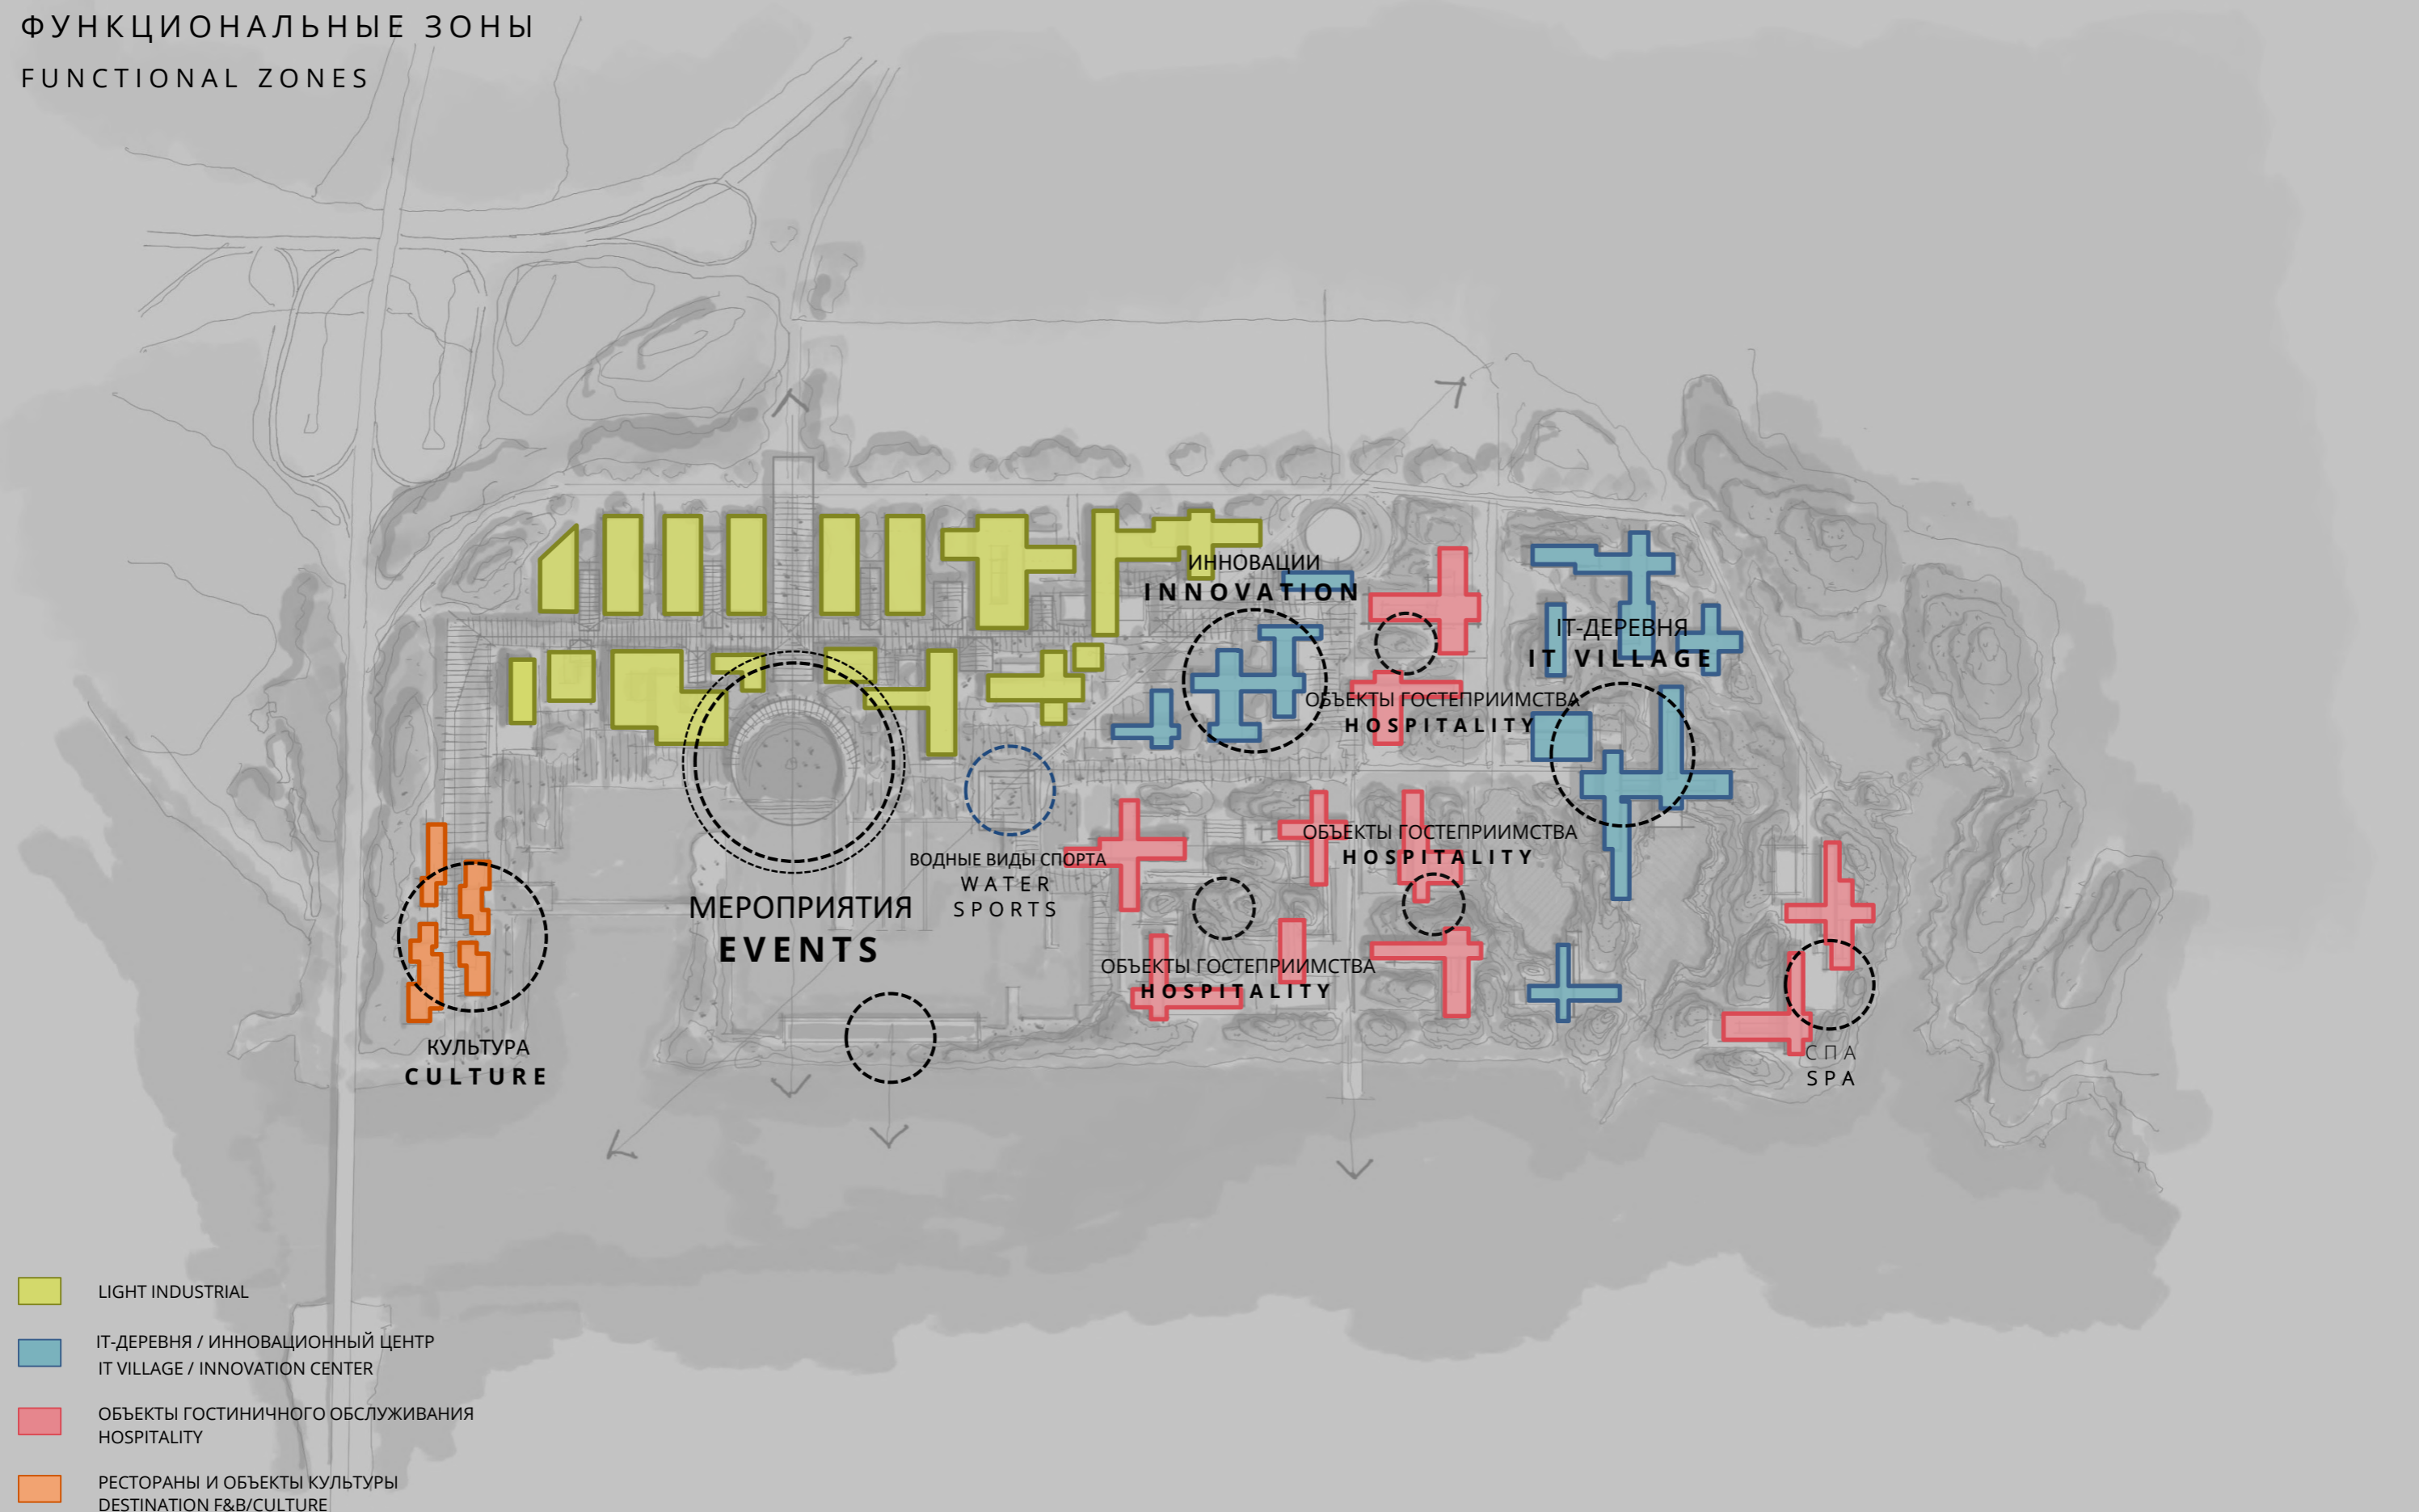 ФУНКЦИОНАЛЬНЫЕ ЗОНЫ
FUNCTIONAL ZONES
ИННОВАЦИИ
INNOVATION
IT-ДЕРЕВНЯ
IT VILLAGE
ОБЪЕКТЫ ГОСТЕПРИИМСТВА
HOSPITALITY
ОБЪЕКТЫ ГОСТЕПРИИМСТВА
HOSPITALITY
ВОДНЫЕ ВИДЫ СПОРТА
WATER
SPORTS
МЕРОПРИЯТИЯ
EVENTS
ОБЪЕКТЫ ГОСТЕПРИИМСТВА
HOSPITALITY
КУЛЬТУРА
CULTURE
СПА
SPA
LIGHT INDUSTRIAL
IT-ДЕРЕВНЯ / ИННОВАЦИОННЫЙ ЦЕНТР
IT VILLAGE / INNOVATION CENTER
ОБЪЕКТЫ ГОСТИНИЧНОГО ОБСЛУЖИВАНИЯ
HOSPITALITY
РЕСТОРАНЫ И ОБЪЕКТЫ КУЛЬТУРЫ
DESTINATION F&B/CULTURE